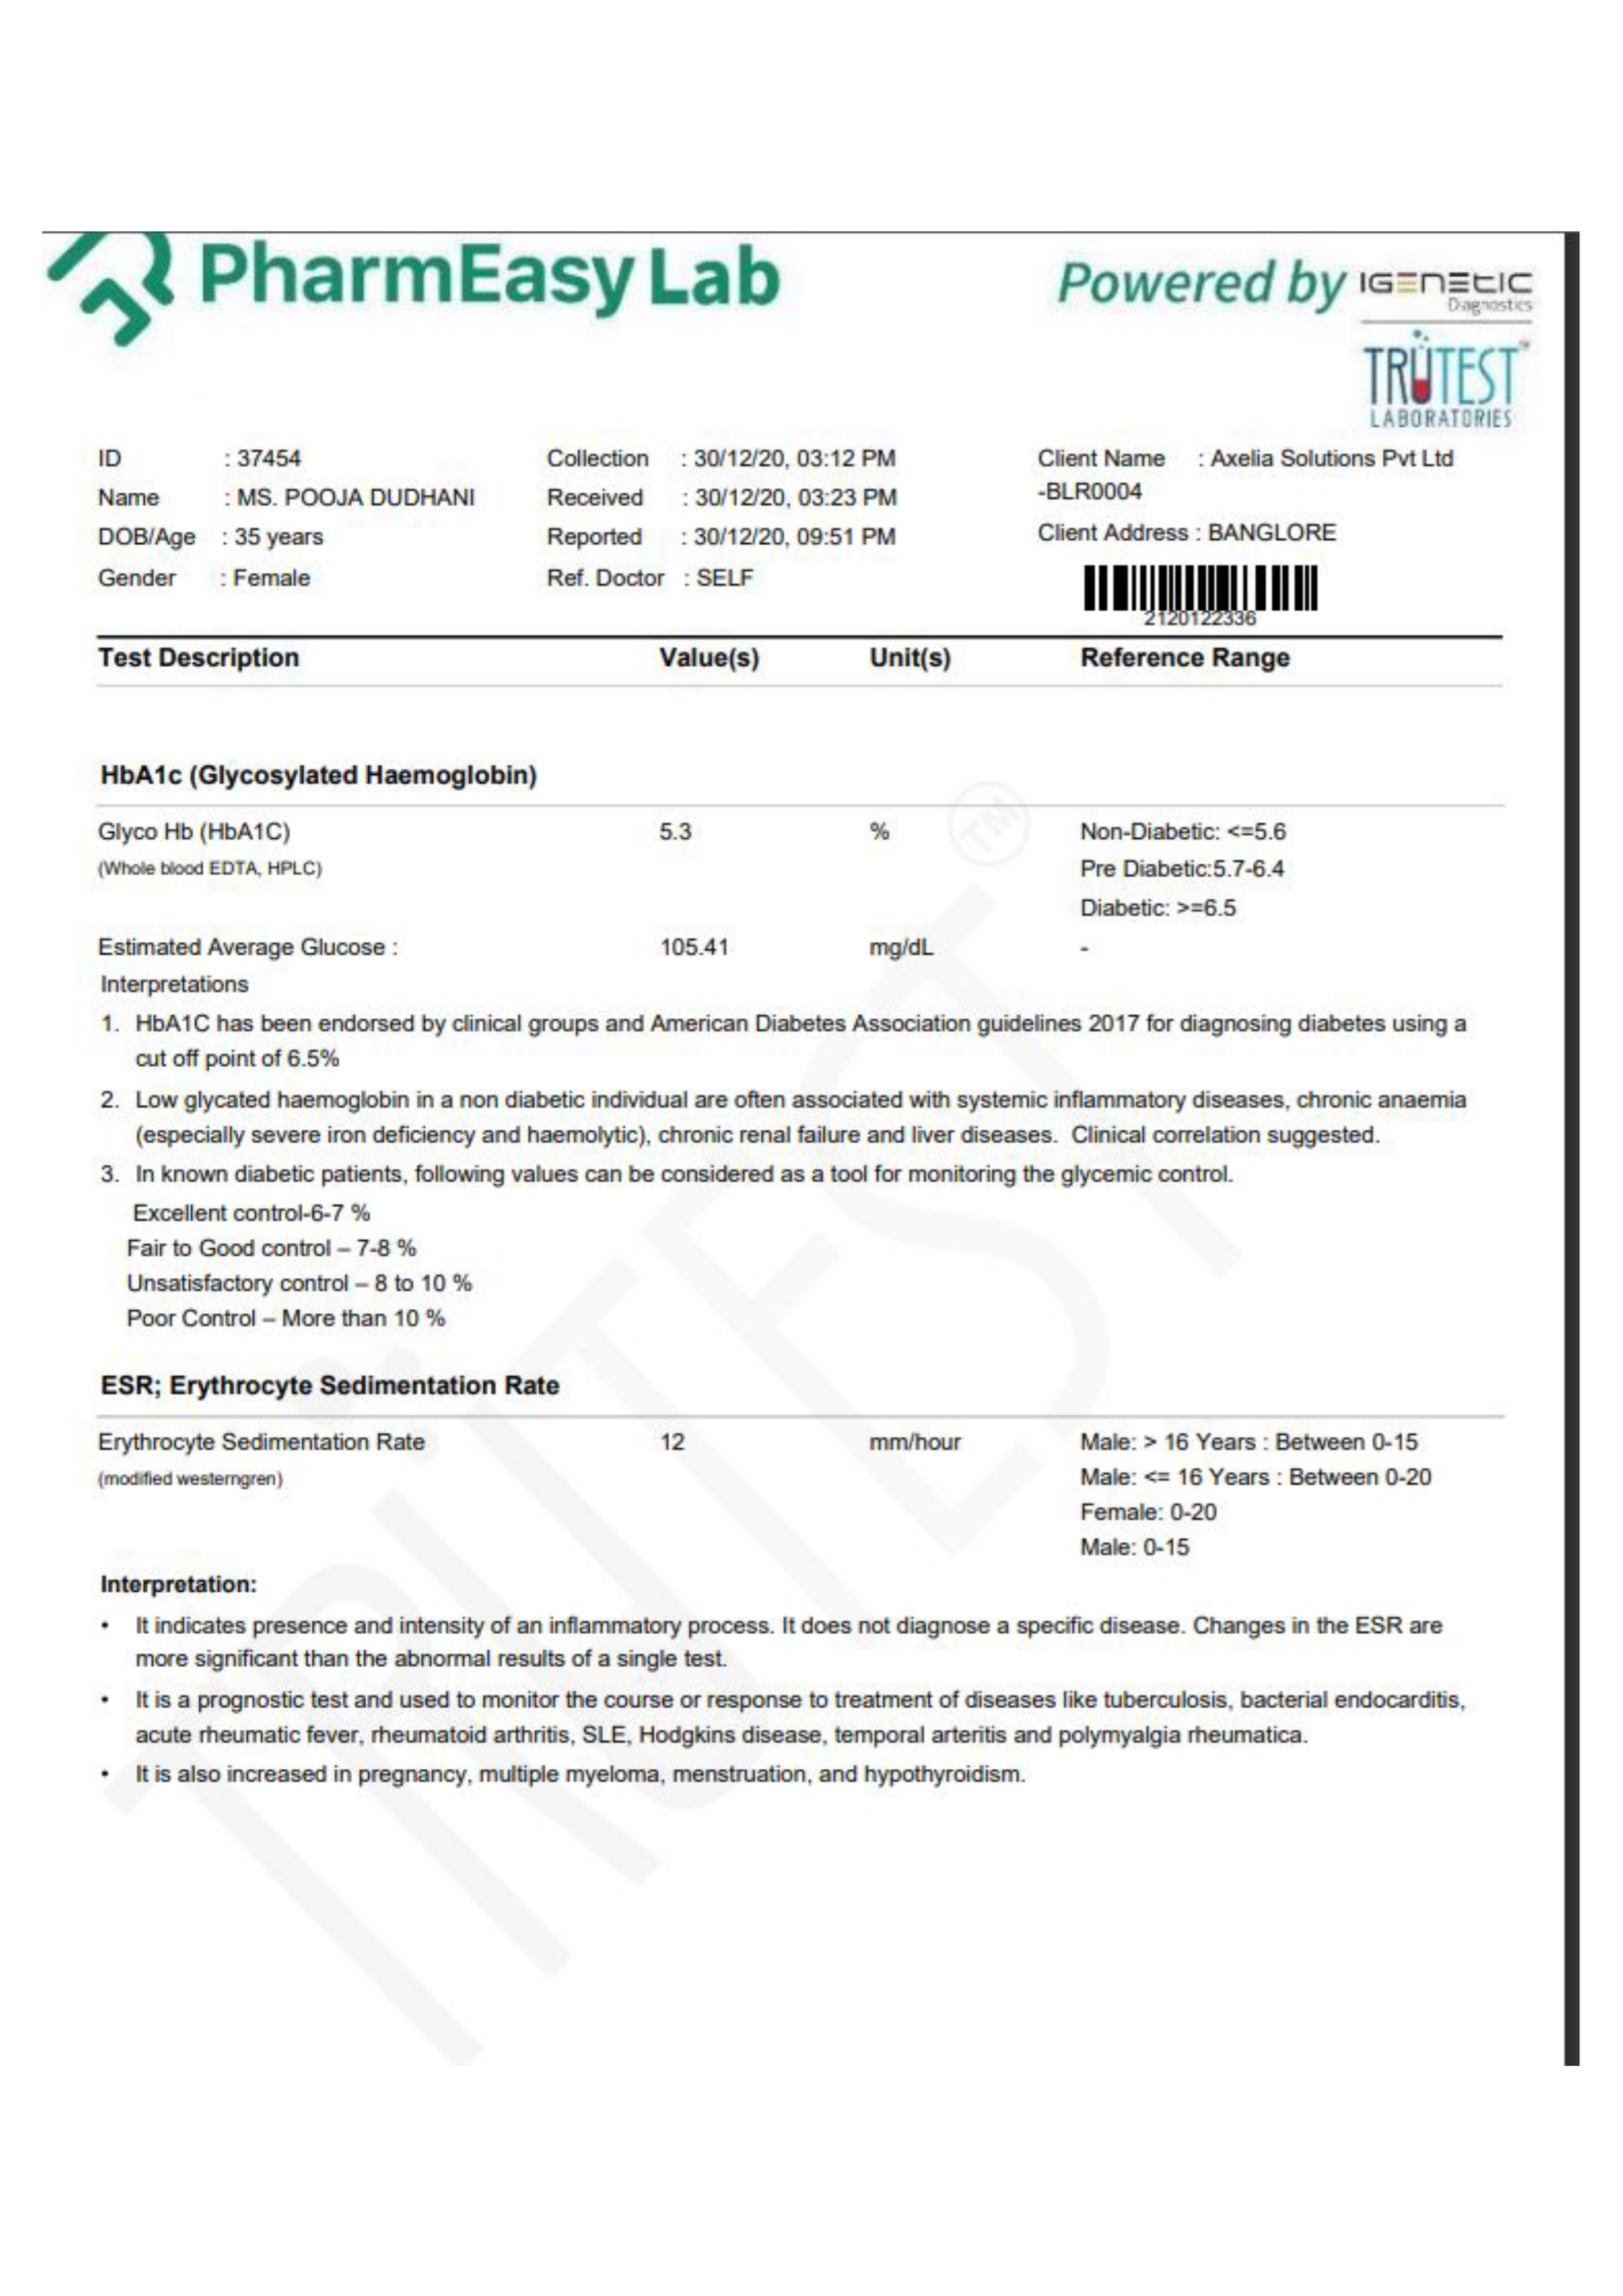 PharmEasy Lab
Powered by IGENETIC
Diagnostics
TRUTEST
LABORATORIES
ID : 37454
Name : MS. POOJA DUDHANI
DOB/Age : 35 years
Gender : Female
Collection : 30/12/20, 03:12 PM
Received : 30/12/20, 03:23 PM
Reported : 30/12/20, 09:51 PM
Ref. Doctor : SELF
Client Name : Axelia Solutions Pvt Ltd
-BLR0004
Client Address : BANGLORE
2120122336
Test Description Value(s) Unit(s) Reference Range
HbA1c (Glycosylated Haemoglobin)
Glyco Hb (HbA1C) 5.3 % Non-Diabetic: <=5.6
(Whole blood EDTA, HPLC) Pre Diabetic:5.7-6.4
Diabetic: >=6.5
Estimated Average Glucose : 105.41 mg/dL -
Interpretations
1. HbA1C has been endorsed by clinical groups and American Diabetes Association guidelines 2017 for diagnosing diabetes using a
cut off point of 6.5%
2. Low glycated haemoglobin in a non diabetic individual are often associated with systemic inflammatory diseases, chronic anaemia
(especially severe iron deficiency and haemolytic), chronic renal failure and liver diseases. Clinical correlation suggested.
3. In known diabetic patients, following values can be considered as a tool for monitoring the glycemic control.
Excellent control-6-7 %
Fair to Good control – 7-8 %
Unsatisfactory control – 8 to 10 %
Poor Control – More than 10 %
ESR; Erythrocyte Sedimentation Rate
Erythrocyte Sedimentation Rate 12 mm/hour Male: > 16 Years : Between 0-15
(modified westerngren) Male: <= 16 Years : Between 0-20
Female: 0-20
Male: 0-15
Interpretation:
• It indicates presence and intensity of an inflammatory process. It does not diagnose a specific disease. Changes in the ESR are
more significant than the abnormal results of a single test.
• It is a prognostic test and used to monitor the course or response to treatment of diseases like tuberculosis, bacterial endocarditis,
acute rheumatic fever, rheumatoid arthritis, SLE, Hodgkins disease, temporal arteritis and polymyalgia rheumatica.
• It is also increased in pregnancy, multiple myeloma, menstruation, and hypothyroidism.
TRÜTEST™